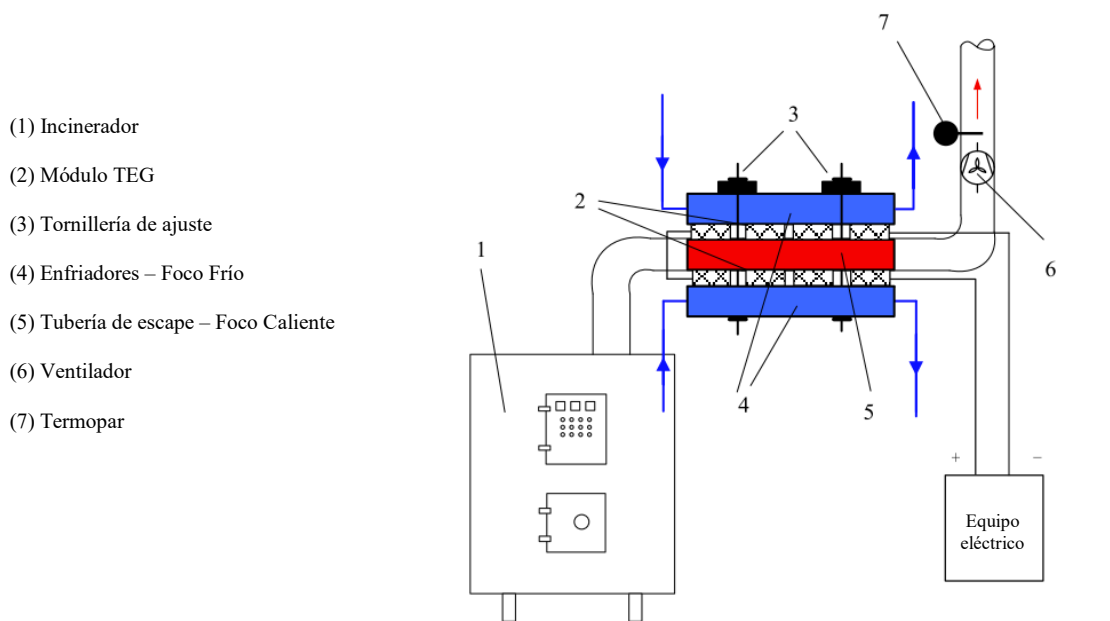 (1) Incinerador
(2) Módulo TEG
(3) Tornillería de ajuste
(4) Enfriadores – Foco Frío
(5) Tubería de escape – Foco Caliente
(6) Ventilador
(7) Termopar
7
3
2
1
6
4
5
+ −
Equipo
eléctrico